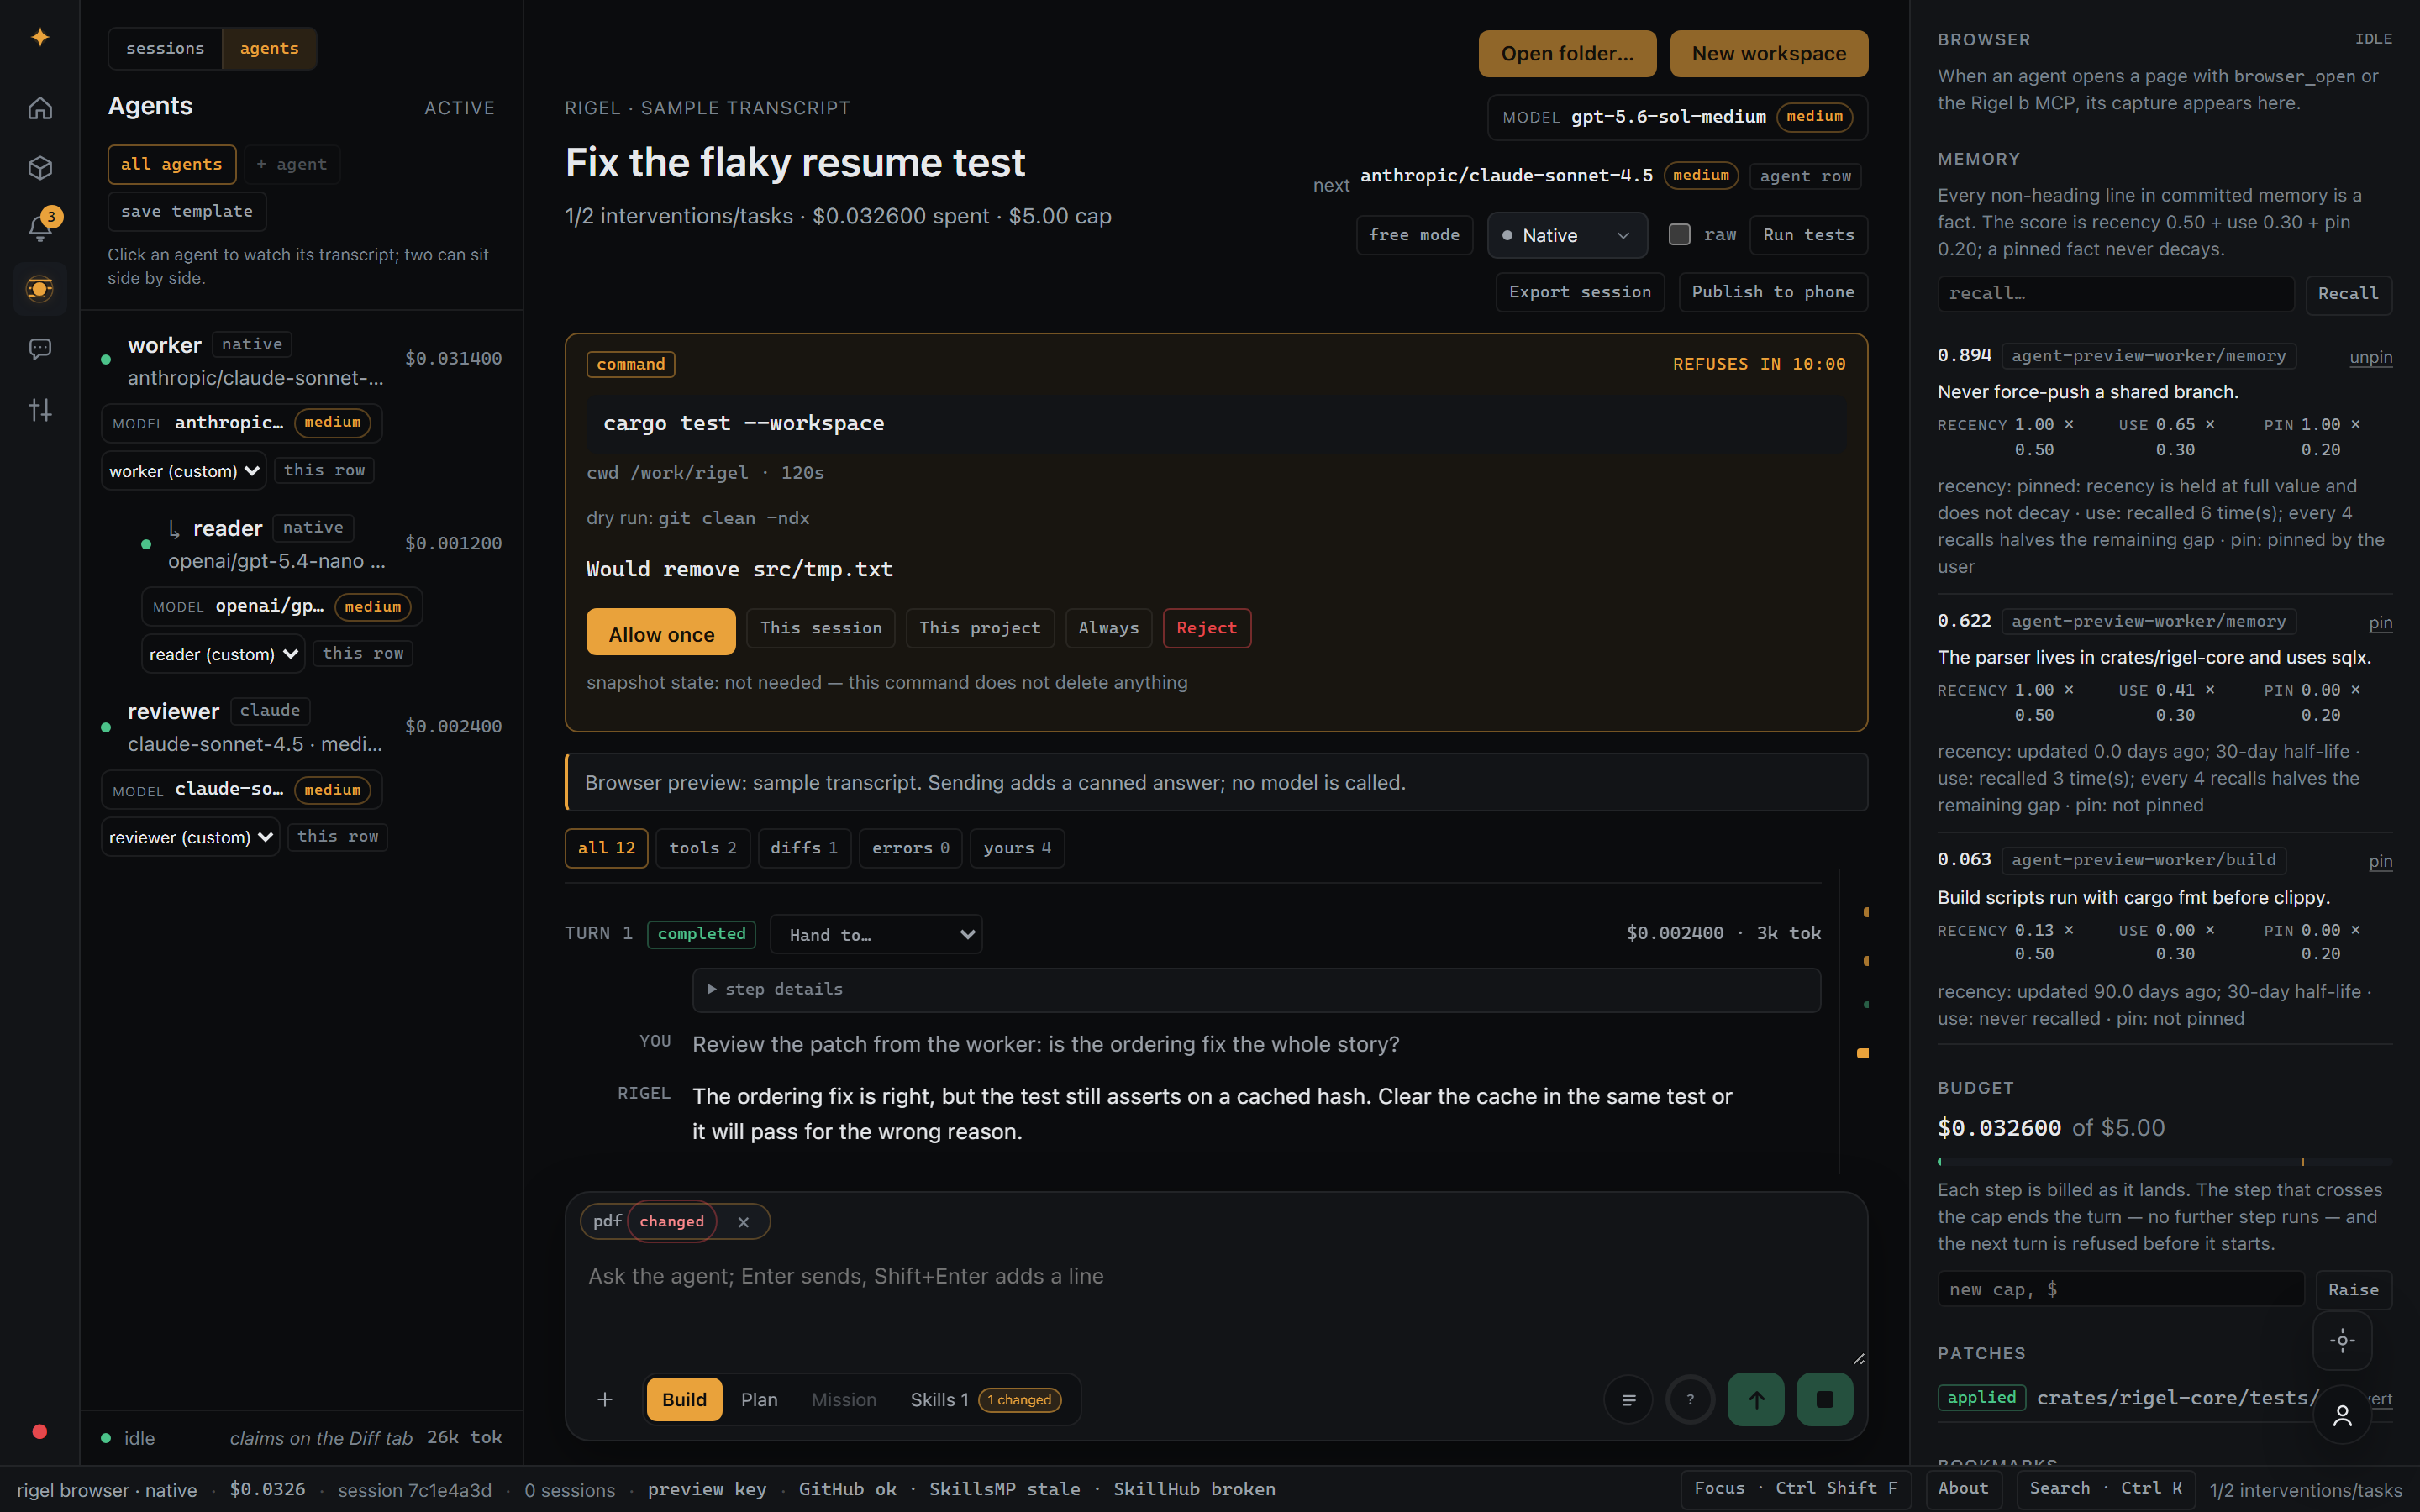 sessions agents
Agents ACTIVE
all agents + agent
save template
Click an agent to watch its transcript; two can sit
side by side.
worker native $0.031400
anthropic/claude-sonnet-...
MODEL anthropic… medium
worker (custom) this row
↳ reader native $0.001200
openai/gpt-5.4-nano ...
MODEL openai/gp… medium
reader (custom) this row
reviewer claude $0.002400
claude-sonnet-4.5 · medi...
MODEL claude-so… medium
reviewer (custom) this row
idle claims on the Diff tab 26k tok
3
Open folder... New workspace
RIGEL · SAMPLE TRANSCRIPT
MODEL gpt-5.6-sol-medium medium
Fix the flaky resume test
next anthropic/claude-sonnet-4.5 medium agent row
1/2 interventions/tasks · $0.032600 spent · $5.00 cap
free mode Native raw Run tests
Export session Publish to phone
command REFUSES IN 10:00
cargo test --workspace
cwd /work/rigel · 120s
dry run: git clean -ndx
Would remove src/tmp.txt
Allow once This session This project Always Reject
snapshot state: not needed — this command does not delete anything
Browser preview: sample transcript. Sending adds a canned answer; no model is called.
all 12 tools 2 diffs 1 errors 0 yours 4
TURN 1 completed Hand to… $0.002400 · 3k tok
step details
YOU Review the patch from the worker: is the ordering fix the whole story?
RIGEL The ordering fix is right, but the test still asserts on a cached hash. Clear the cache in the same test or
it will pass for the wrong reason.
pdf changed ×
Ask the agent; Enter sends, Shift+Enter adds a line
+ Build Plan Mission Skills 1 1 changed ?
BROWSER IDLE
When an agent opens a page with browser_open or
the Rigel b MCP, its capture appears here.
MEMORY
Every non-heading line in committed memory is a
fact. The score is recency 0.50 + use 0.30 + pin
0.20; a pinned fact never decays.
recall… Recall
0.894 agent-preview-worker/memory unpin
Never force-push a shared branch.
RECENCY 1.00 × USE 0.65 × PIN 1.00 ×
0.50 0.30 0.20
recency: pinned: recency is held at full value and
does not decay · use: recalled 6 time(s); every 4
recalls halves the remaining gap · pin: pinned by the
user
0.622 agent-preview-worker/memory pin
The parser lives in crates/rigel-core and uses sqlx.
RECENCY 1.00 × USE 0.41 × PIN 0.00 ×
0.50 0.30 0.20
recency: updated 0.0 days ago; 30-day half-life ·
use: recalled 3 time(s); every 4 recalls halves the
remaining gap · pin: not pinned
0.063 agent-preview-worker/build pin
Build scripts run with cargo fmt before clippy.
RECENCY 0.13 × USE 0.00 × PIN 0.00 ×
0.50 0.30 0.20
recency: updated 90.0 days ago; 30-day half-life ·
use: never recalled · pin: not pinned
BUDGET
$0.032600 of $5.00
Each step is billed as it lands. The step that crosses
the cap ends the turn — no further step runs — and
the next turn is refused before it starts.
new cap, $ Raise
PATCHES
applied crates/rigel-core/tests/
BOOKMARKS
rigel browser · native · $0.0326 · session 7c1e4a3d · 0 sessions · preview key · GitHub ok · SkillsMP stale · SkillHub broken
Focus · Ctrl Shift F About Search · Ctrl K 1/2 interventions/tasks